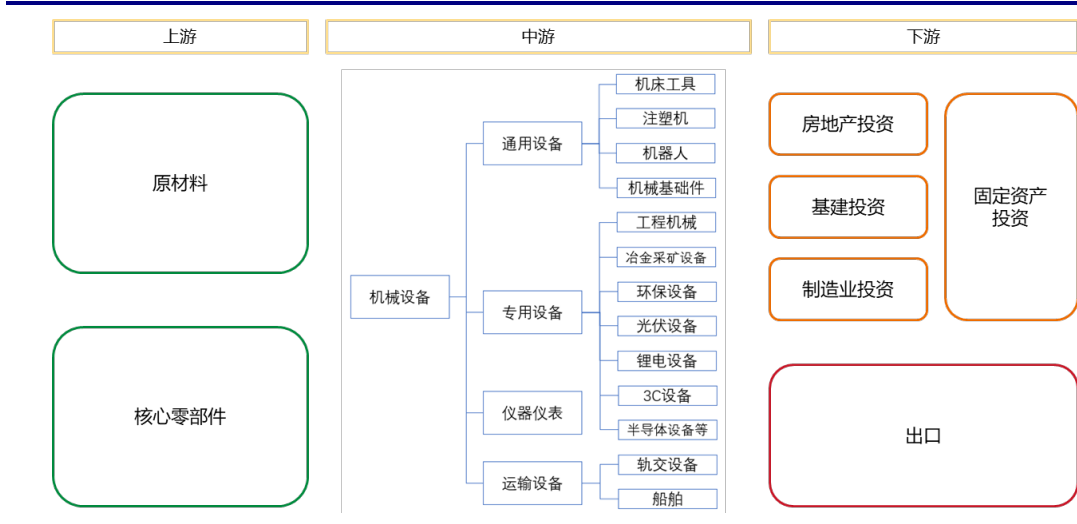 上游
中游
下游
原材料
核心零部件
机械设备
通用设备
专用设备
仪器仪表
运输设备
机床工具
注塑机
机器人
机械基础件
工程机械
冶金采矿设备
环保设备
光伏设备
锂电设备
3C设备
半导体设备等
轨交设备
船舶
房地产投资
基建投资
制造业投资
固定资产
投资
出口